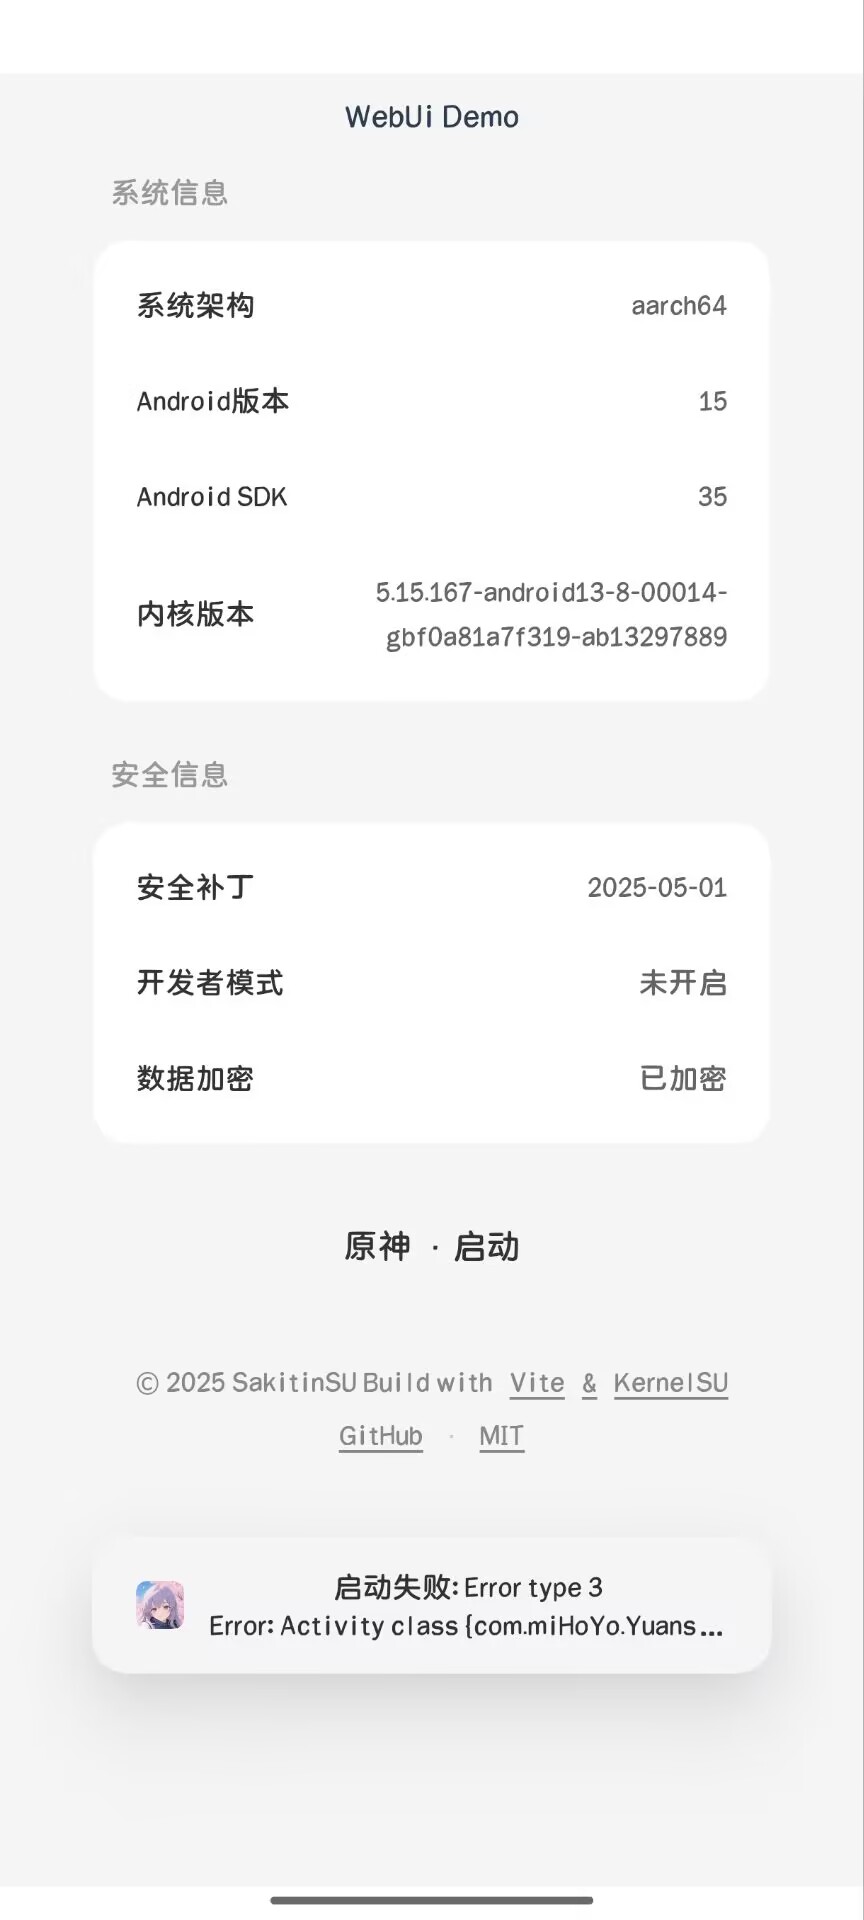 WebUi Demo
系统信息
系统架构 aarch64
Android版本 15
Android SDK 35
内核版本 5.15.167-android13-8-00014-
gbf0a81a7f319-ab13297889
安全信息
安全补丁 2025-05-01
开发者模式 未开启
数据加密 已加密
原神 · 启动
© 2025 SakitinSU Build with Vite & KernelSU
GitHub · MIT
启动失败: Error type 3
Error: Activity class {com.miHoYo.Yuans...